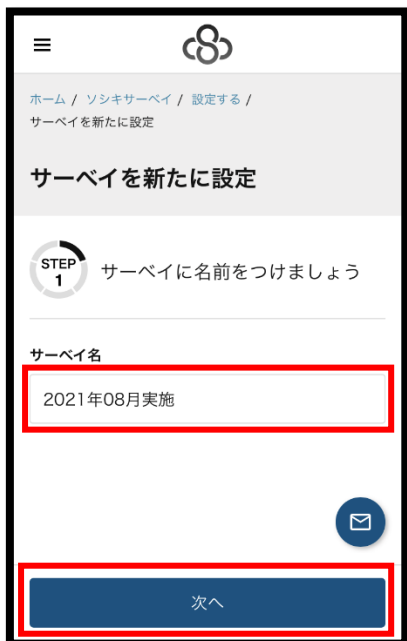 ホーム / ソシキサーベイ / 設定する /
サーベイを新たに設定
サーベイを新たに設定
STEP
1
サーベイに名前をつけましょう
サーベイ名
2021年08月実施
次へ